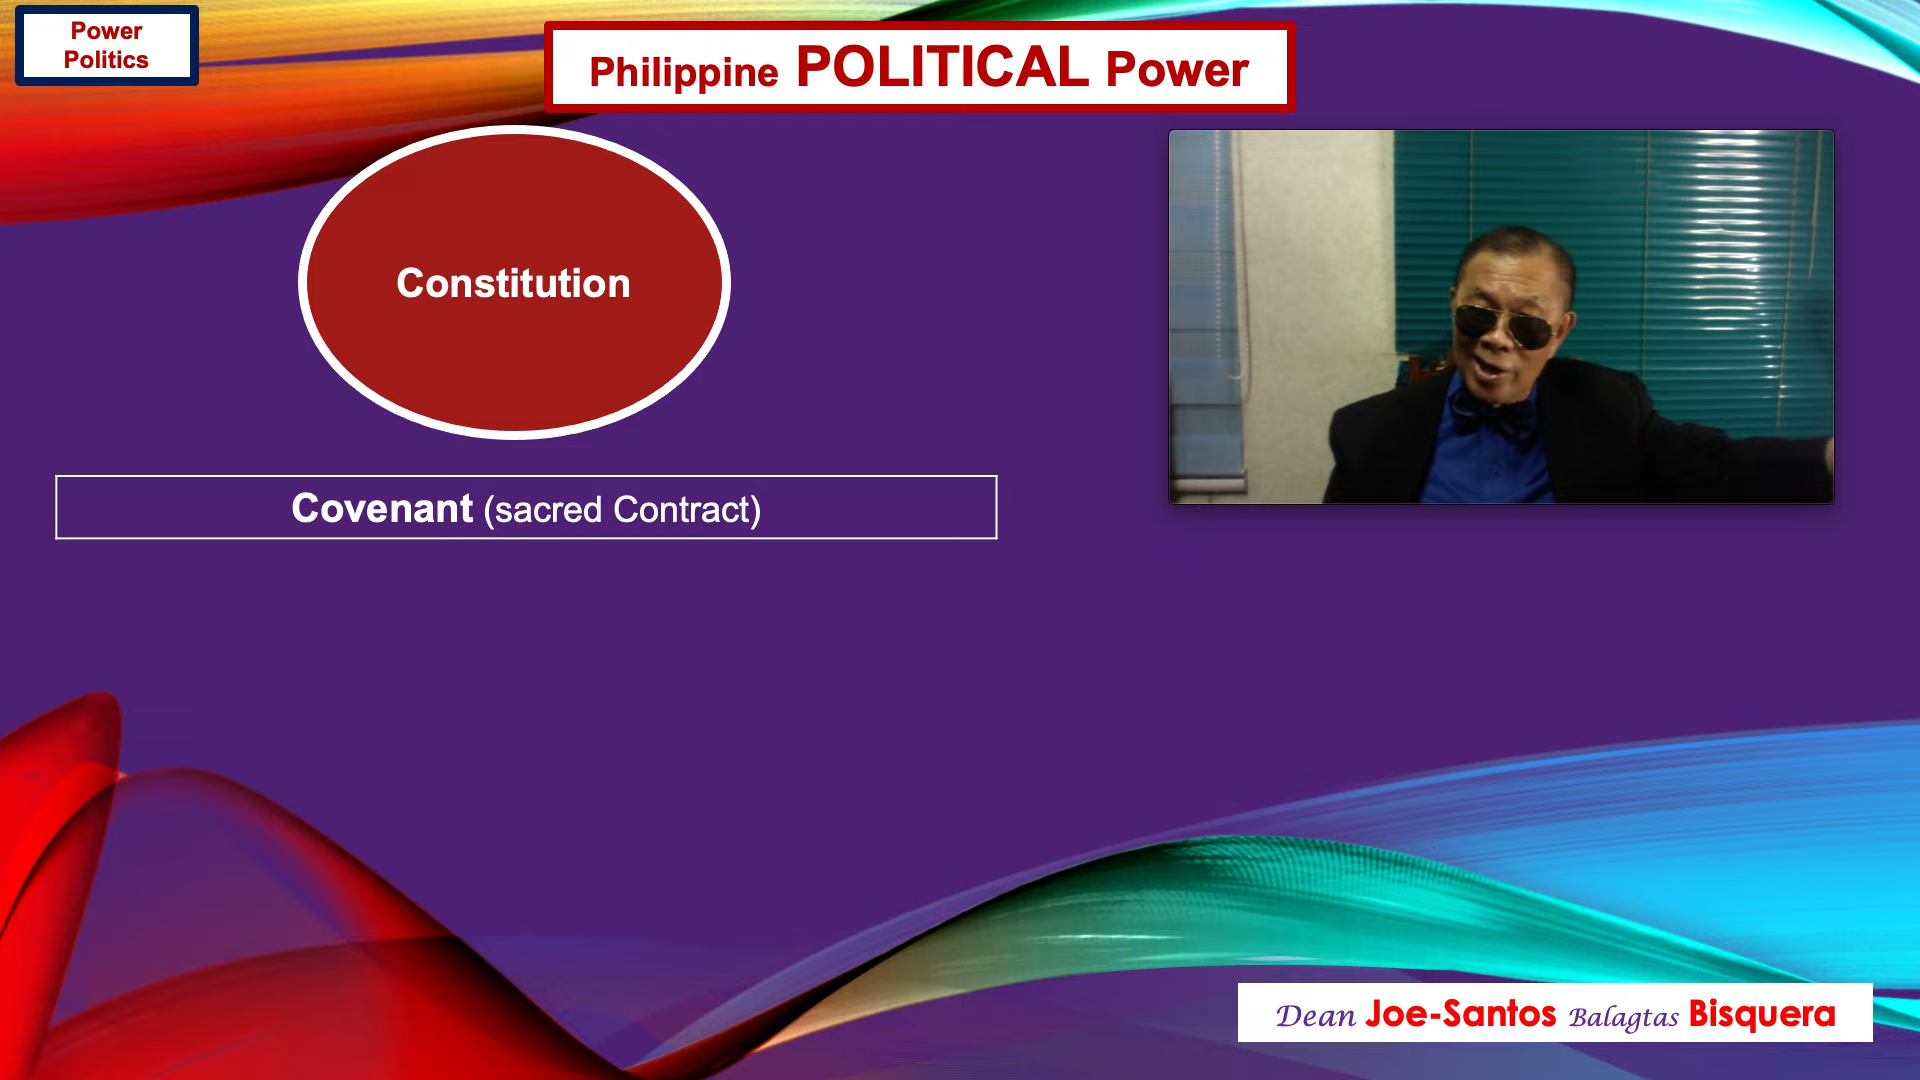 Power
Politics
Philippine POLITICAL Power
Constitution
Covenant (sacred Contract)
Dean Joe-Santos Balagtas Bisquera